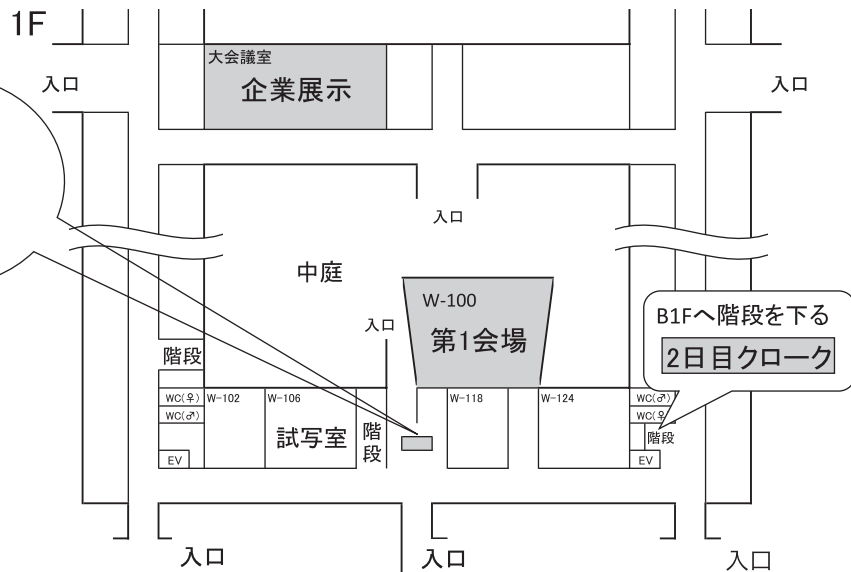 1F
大会議室
企業展示
入口
入口
入口
中庭
W-100
第1会場
入口
B1Fへ階段を下る
2日目クローク
階段
WC(♀)
WC(♂)
EV
W-102
W-106
試写室
階段
W-118
W-124
WC(♂)
WC(♀)
階段
EV
入口
入口
入口